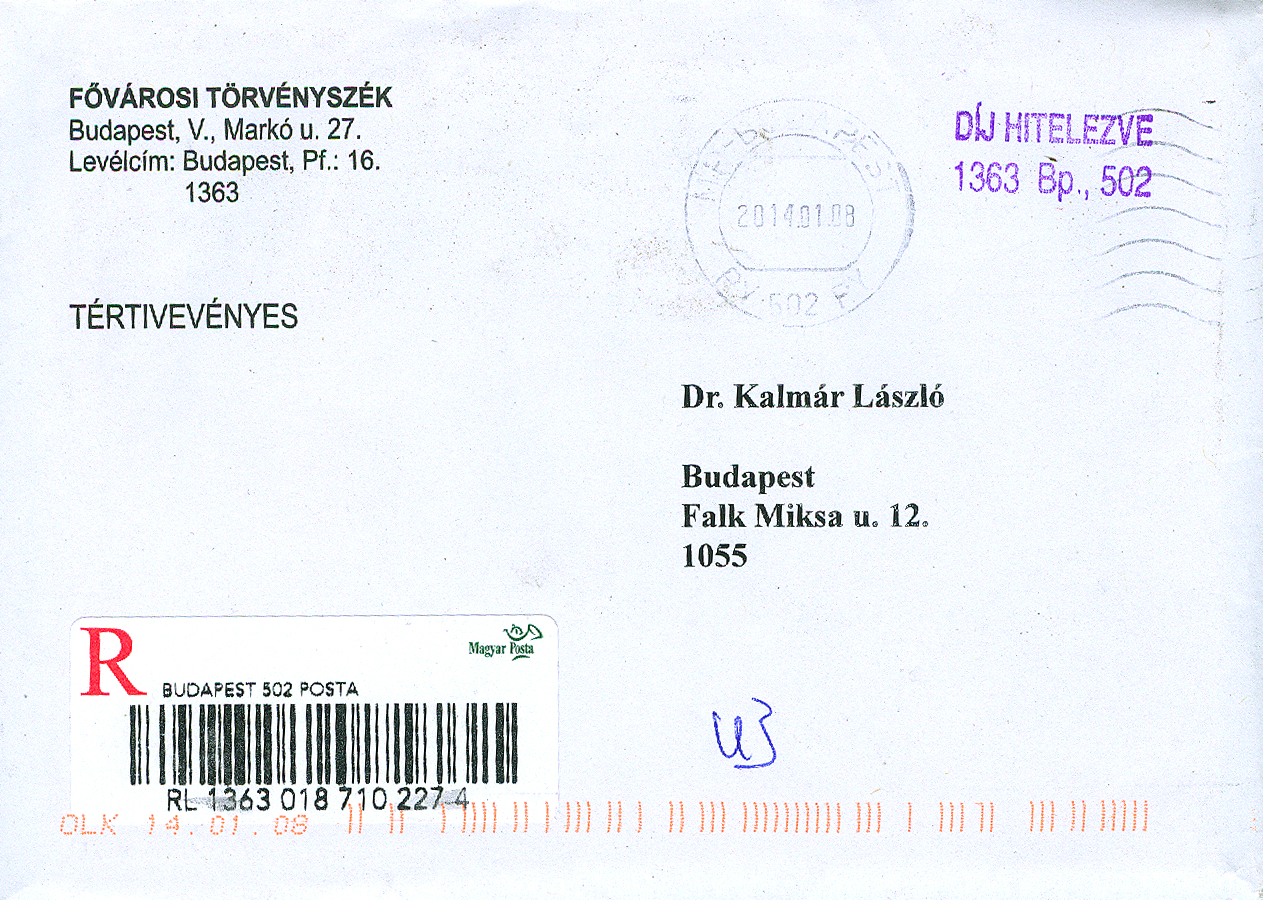 FŐVÁROSI TÖRVÉNYSZÉK
Budapest, V., Markó u. 27.
Levélcím: Budapest, Pf.: 16.
1363
TÉRTIVEVÉNYES
2014.01.08
502
DÍJ HITELEZVE
1363 Bp., 502
Dr. Kalmár László
Budapest
Falk Miksa u. 12.
1055
R
Magyar Posta
BUDAPEST 502 POSTA
RL 1363 018 710 227 4
OLK 14.01.08